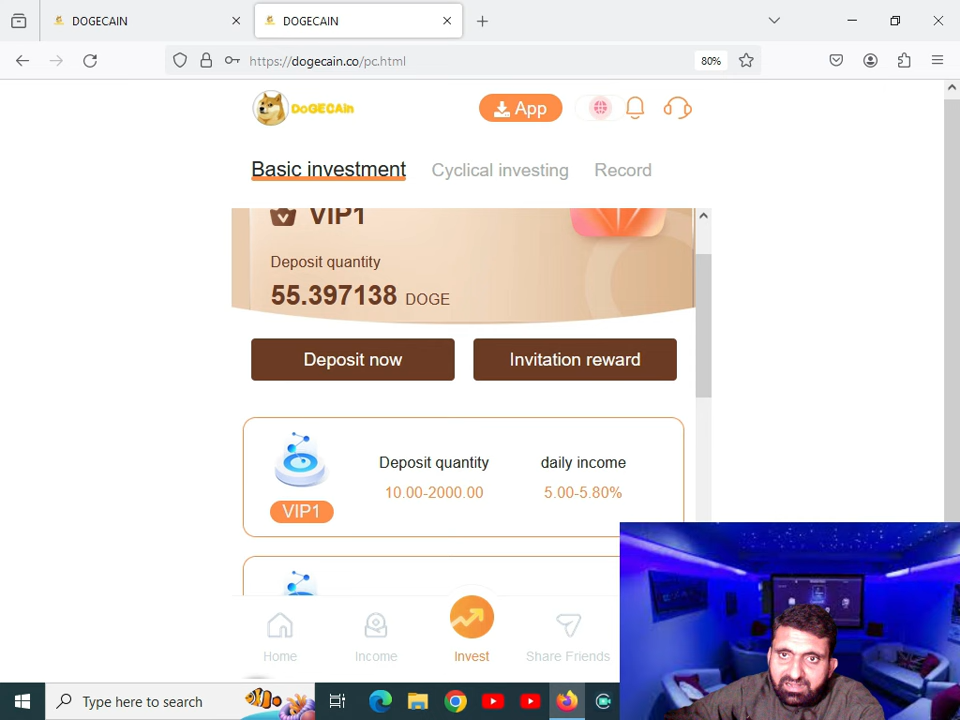 DOGECAIN
DOGECAIN
https://dogecain.co/pc.html
80%
DoGECAIn
App
Basic investment
Cyclical investing
Record
VIP1
Deposit quantity
55.397138 DOGE
Deposit now
Invitation reward
Deposit quantity
daily income
10.00-2000.00
5.00-5.80%
VIP1
Home
Income
Invest
Share Friends
Type here to search